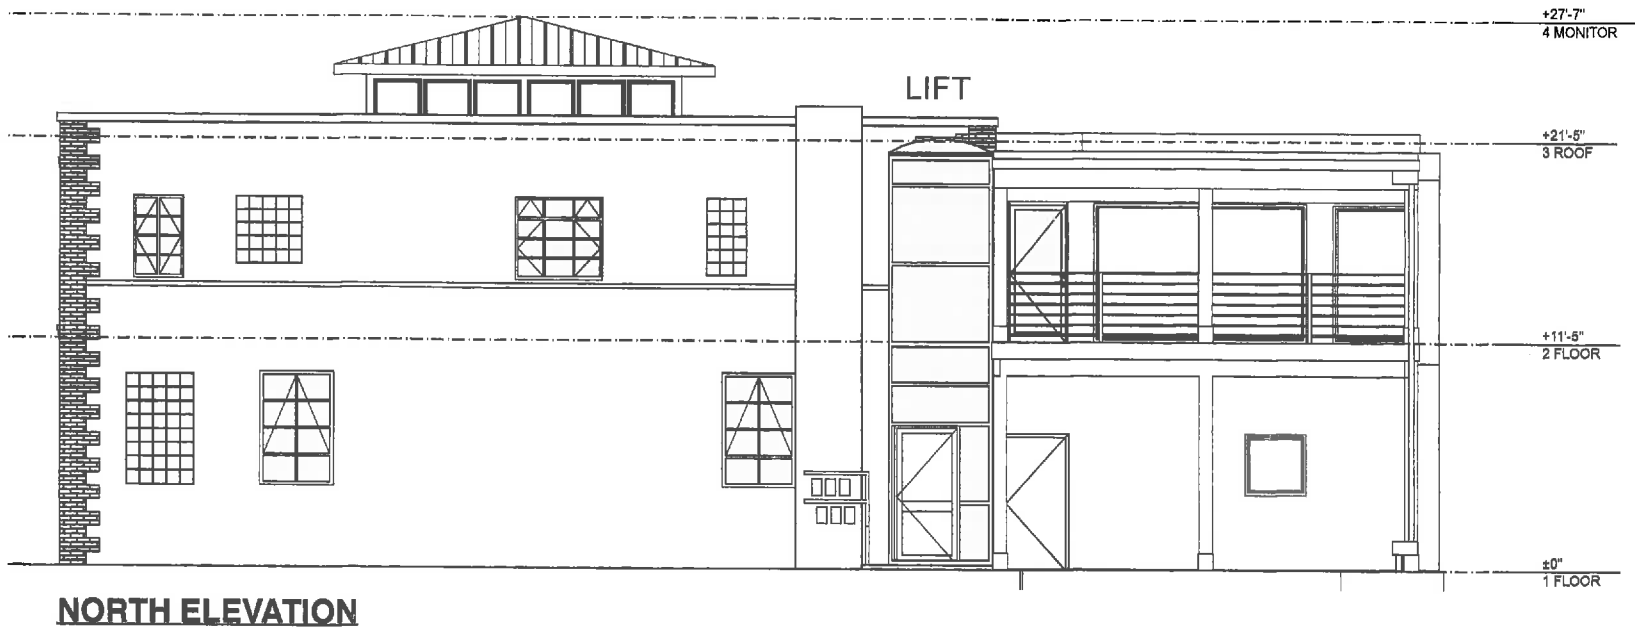 +27'-7"
4 MONITOR
LIFT
+21'-5"
3 ROOF
+11'-5"
2 FLOOR
±0"
1 FLOOR
NORTH ELEVATION